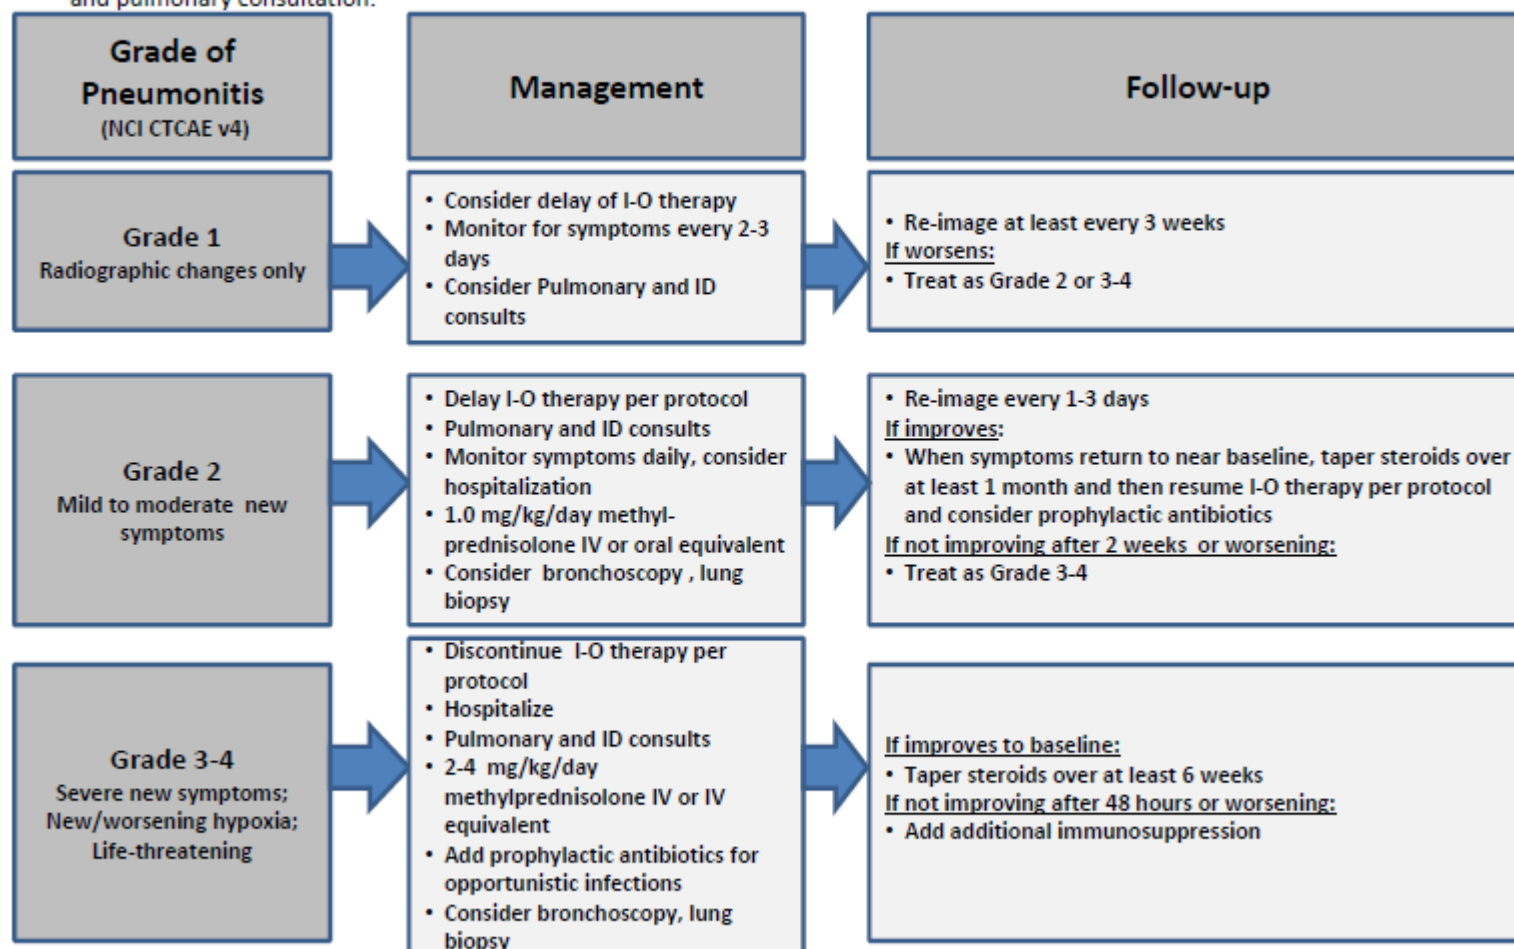 and pulmonary consultation.
Grade of
Pneumonitis
(NCI CTCAE v4)
Management
Follow-up
Grade 1
Radiographic changes only
• Consider delay of I-O therapy
• Monitor for symptoms every 2-3
days
• Consider Pulmonary and ID
consults
• Re-image at least every 3 weeks
If worsens:
• Treat as Grade 2 or 3-4
Grade 2
Mild to moderate new
symptoms
• Delay I-O therapy per protocol
• Pulmonary and ID consults
• Monitor symptoms daily, consider
hospitalization
• 1.0 mg/kg/day methyl-
prednisolone IV or oral equivalent
• Consider bronchoscopy , lung
biopsy
• Re-image every 1-3 days
If improves:
• When symptoms return to near baseline, taper steroids over
at least 1 month and then resume I-O therapy per protocol
and consider prophylactic antibiotics
If not improving after 2 weeks or worsening:
• Treat as Grade 3-4
Grade 3-4
Severe new symptoms;
New/worsening hypoxia;
Life-threatening
• Discontinue I-O therapy per
protocol
• Hospitalize
• Pulmonary and ID consults
• 2-4 mg/kg/day
methylprednisolone IV or IV
equivalent
• Add prophylactic antibiotics for
opportunistic infections
• Consider bronchoscopy, lung
biopsy
If improves to baseline:
• Taper steroids over at least 6 weeks
If not improving after 48 hours or worsening:
• Add additional immunosuppression